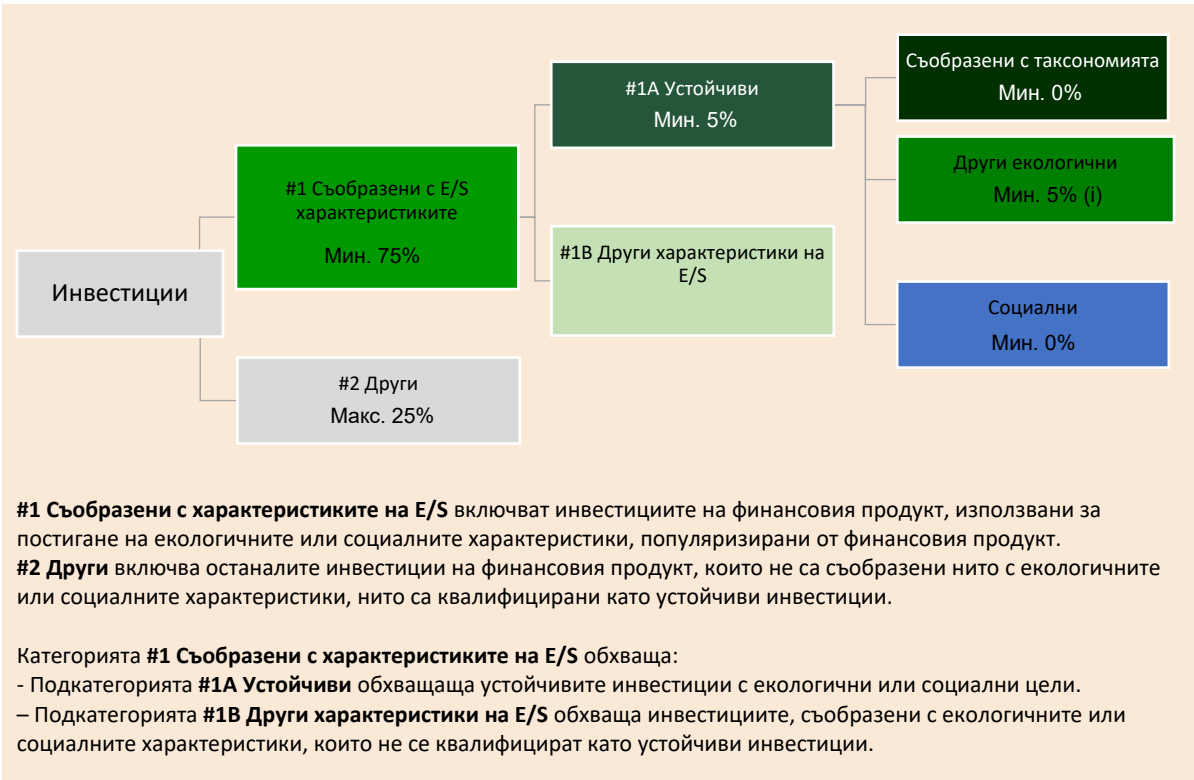 Инвестиции
#1 Съобразени с E/S
характеристиките
Мин. 75%
#2 Други
Макс. 25%
#1A Устойчиви
Мин. 5%
#1B Други характеристики на
E/S
Съобразени с таксономията
Мин. 0%
Други екологични
Мин. 5% (i)
Социални
Мин. 0%
#1 Съобразени с характеристиките на E/S включват инвестициите на финансовия продукт, използвани за
постигане на екологичните или социалните характеристики, популяризирани от финансовия продукт.
#2 Други включва останалите инвестиции на финансовия продукт, които не са съобразени нито с екологичните
или социалните характеристики, нито са квалифицирани като устойчиви инвестиции.
Категорията #1 Съобразени с характеристиките на E/S обхваща:
- Подкатегорията #1A Устойчиви обхващаща устойчивите инвестиции с екологични или социални цели.
– Подкатегорията #1B Други характеристики на E/S обхваща инвестициите, съобразени с екологичните или
социалните характеристики, които не се квалифицират като устойчиви инвестиции.